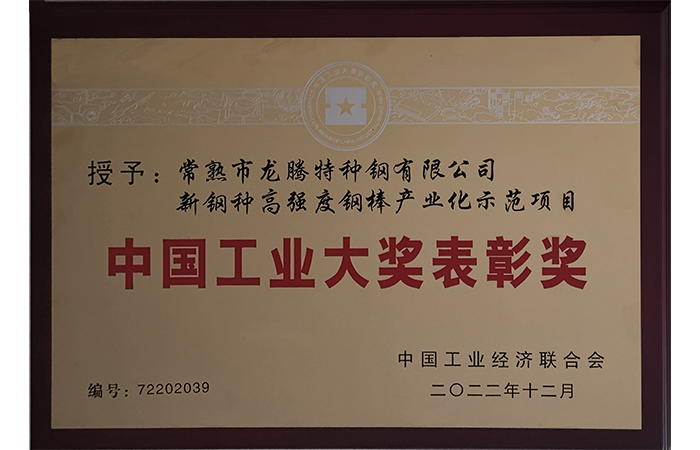 授予：常熟市龙腾特种钢有限公司
新钢种高强度钢棒产业化示范项目
中国工业大奖表彰奖
中国工业经济联合会
编号：72202039
二〇二二年十二月